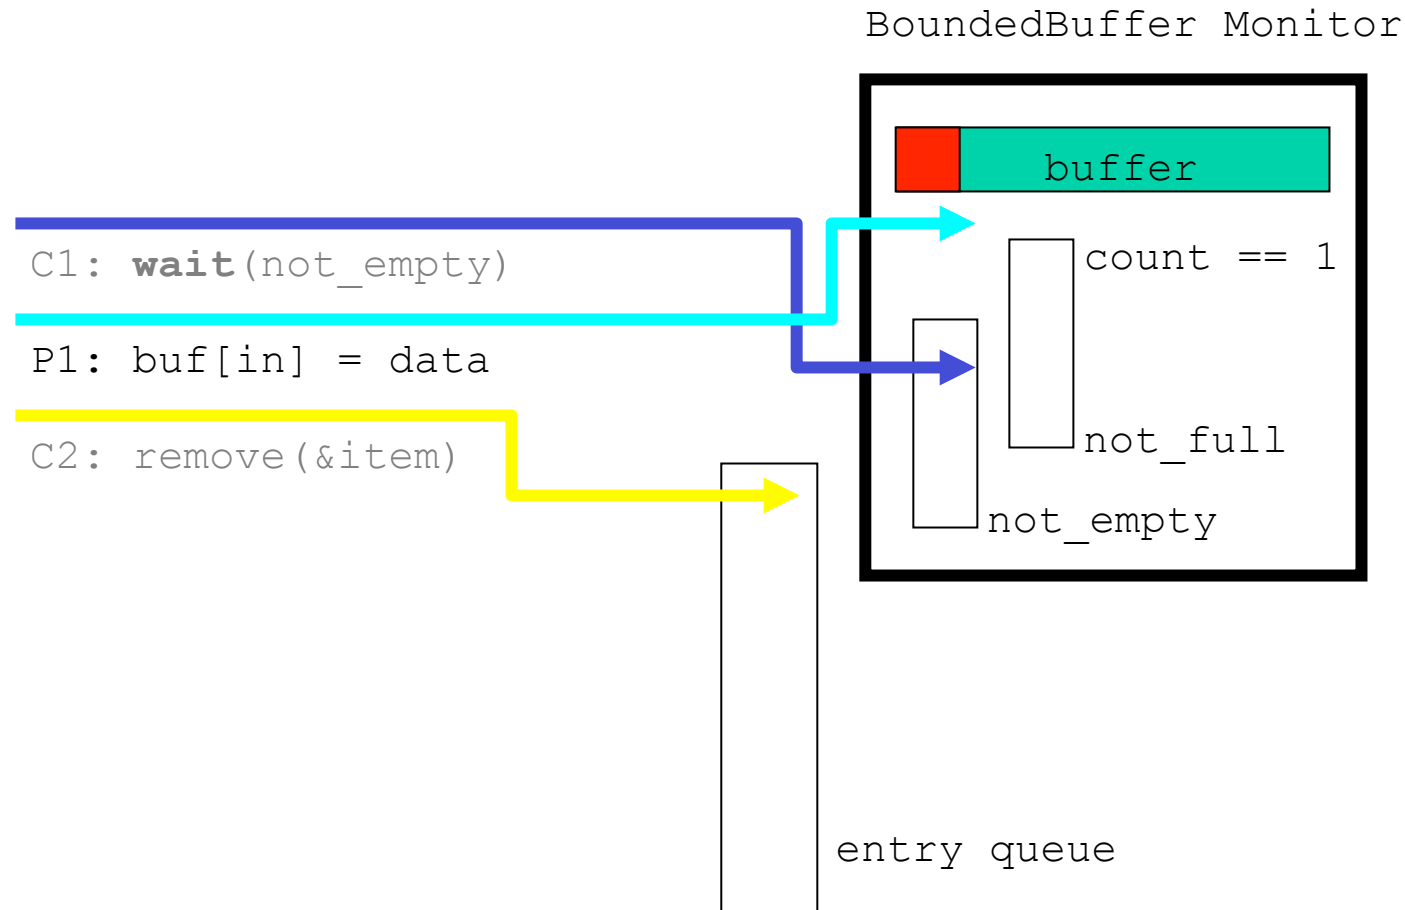 BoundedBuffer Monitor
buffer
C1: wait(not_empty)
count == 1
P1: buf[in] = data
not_full
C2: remove(&item)
not_empty
entry queue